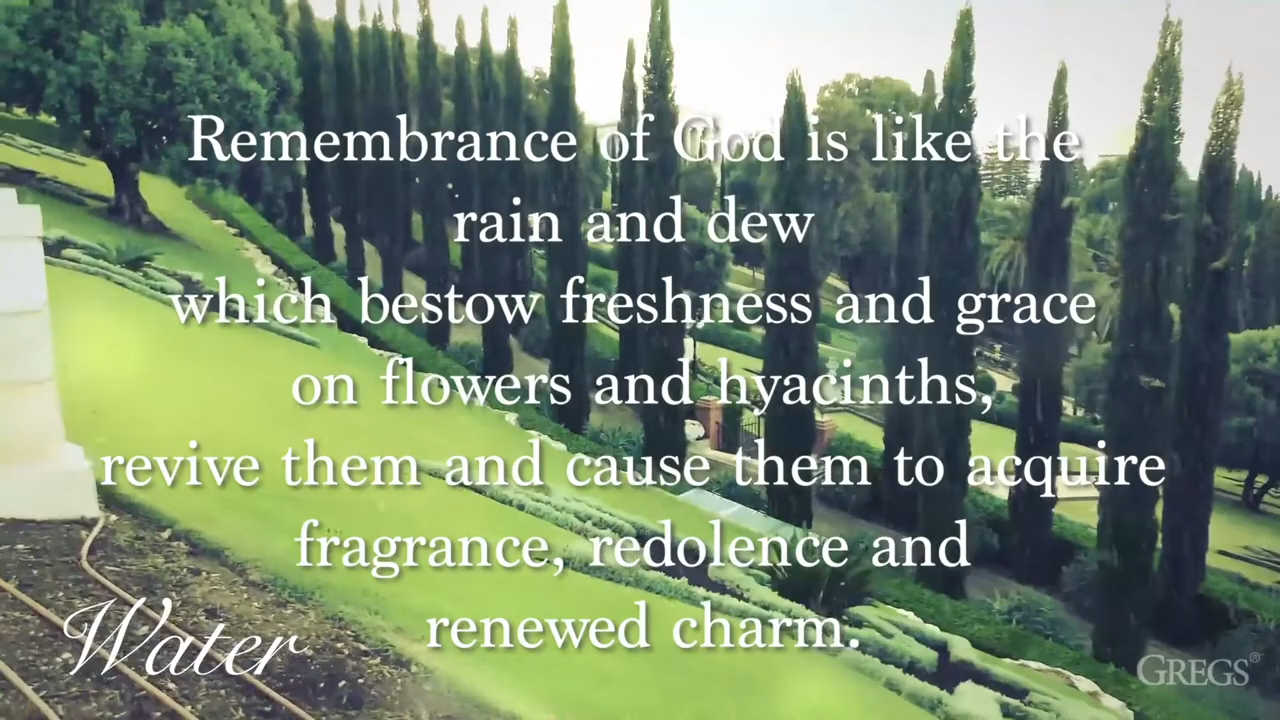 Remembrance of God is like the
rain and dew
which bestow freshness and grace
on flowers and hyacinths,
revive them and cause them to acquire
fragrance, redolence and
renewed charm.
Water
GREGS®